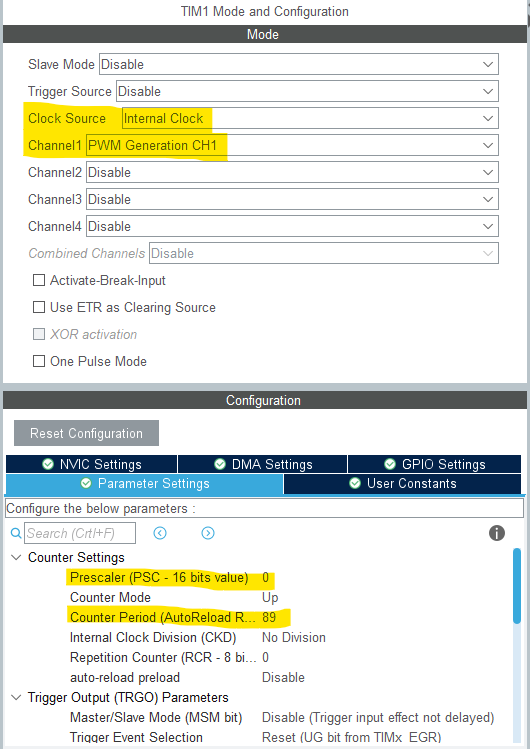 TIM1 Mode and Configuration
Mode
Slave Mode Disable
Trigger Source Disable
Clock Source Internal Clock
Channel1 PWM Generation CH1
Channel2 Disable
Channel3 Disable
Channel4 Disable
Combined Channels Disable
Activate-Break-Input
Use ETR as Clearing Source
XOR activation
One Pulse Mode
Configuration
Reset Configuration
NVIC Settings DMA Settings GPIO Settings
Parameter Settings User Constants
Configure the below parameters :
Search (Crtl+F)
Counter Settings
Prescaler (PSC - 16 bits value) 0
Counter Mode Up
Counter Period (AutoReload R... 89
Internal Clock Division (CKD) No Division
Repetition Counter (RCR - 8 bi... 0
auto-reload preload Disable
Trigger Output (TRGO) Parameters
Master/Slave Mode (MSM bit) Disable (Trigger input effect not delayed)
Trigger Event Selection Reset (UG bit from TIMx_EGR)